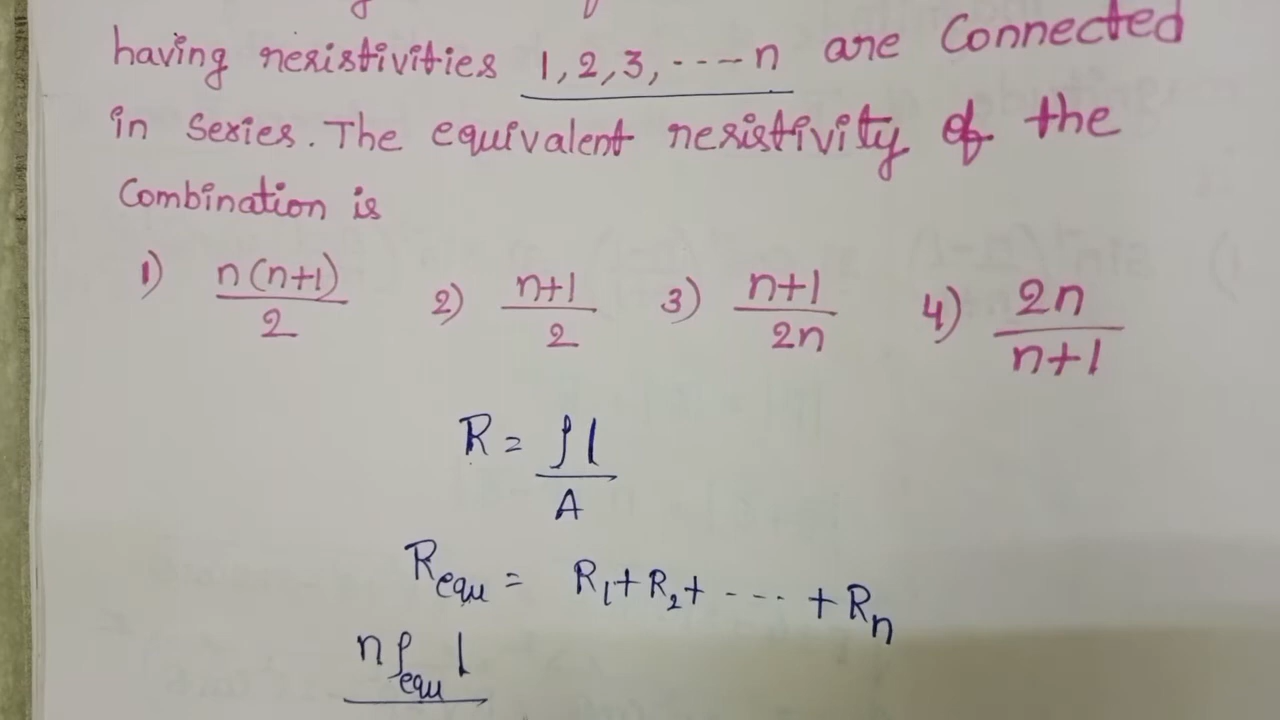 having resistivities 1, 2, 3, ---- n are Connected
in Series. The equivalent resistivity of the
Combination is
1) n(n+1)/2 2) n+1/2 3) n+1/2n 4) 2n/n+1
R = ρl/A
Requ = R1+R2+ ---- +Rn
nρequ l